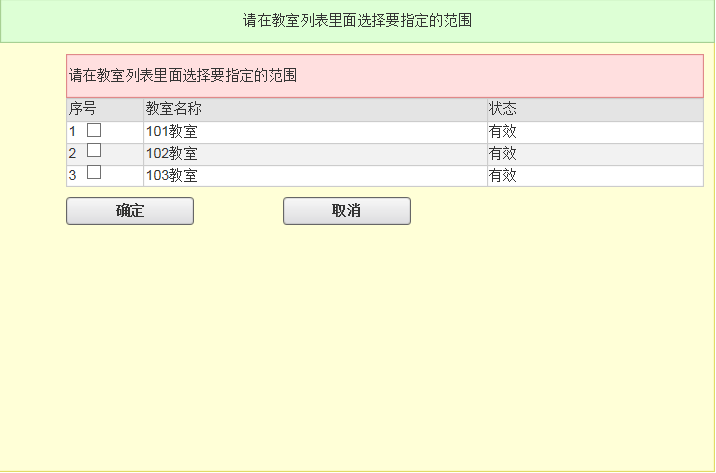 请在教室列表里面选择要指定的范围
请在教室列表里面选择要指定的范围
序号 教室名称 状态
1 101教室 有效
2 102教室 有效
3 103教室 有效
确定 取消